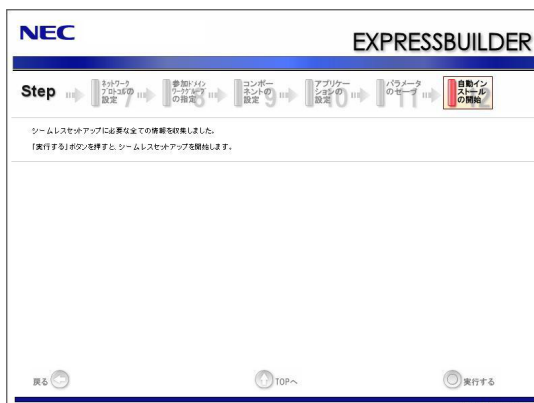 NEC
EXPRESSBUILDER
Step
ネットワーク
プロトコルの
設定
7
参加ドメイン
ワークグループ
の指定
8
コンポー
ネントの
設定
9
アプリケー
ションの
設定
10
パラメータ
のセーブ
11
自動イン
ストール
の開始
12
シームレスセットアップに必要な全ての情報を収集しました。
「実行する」ボタンを押すと、シームレスセットアップを開始します。
戻る
TOPへ
実行する